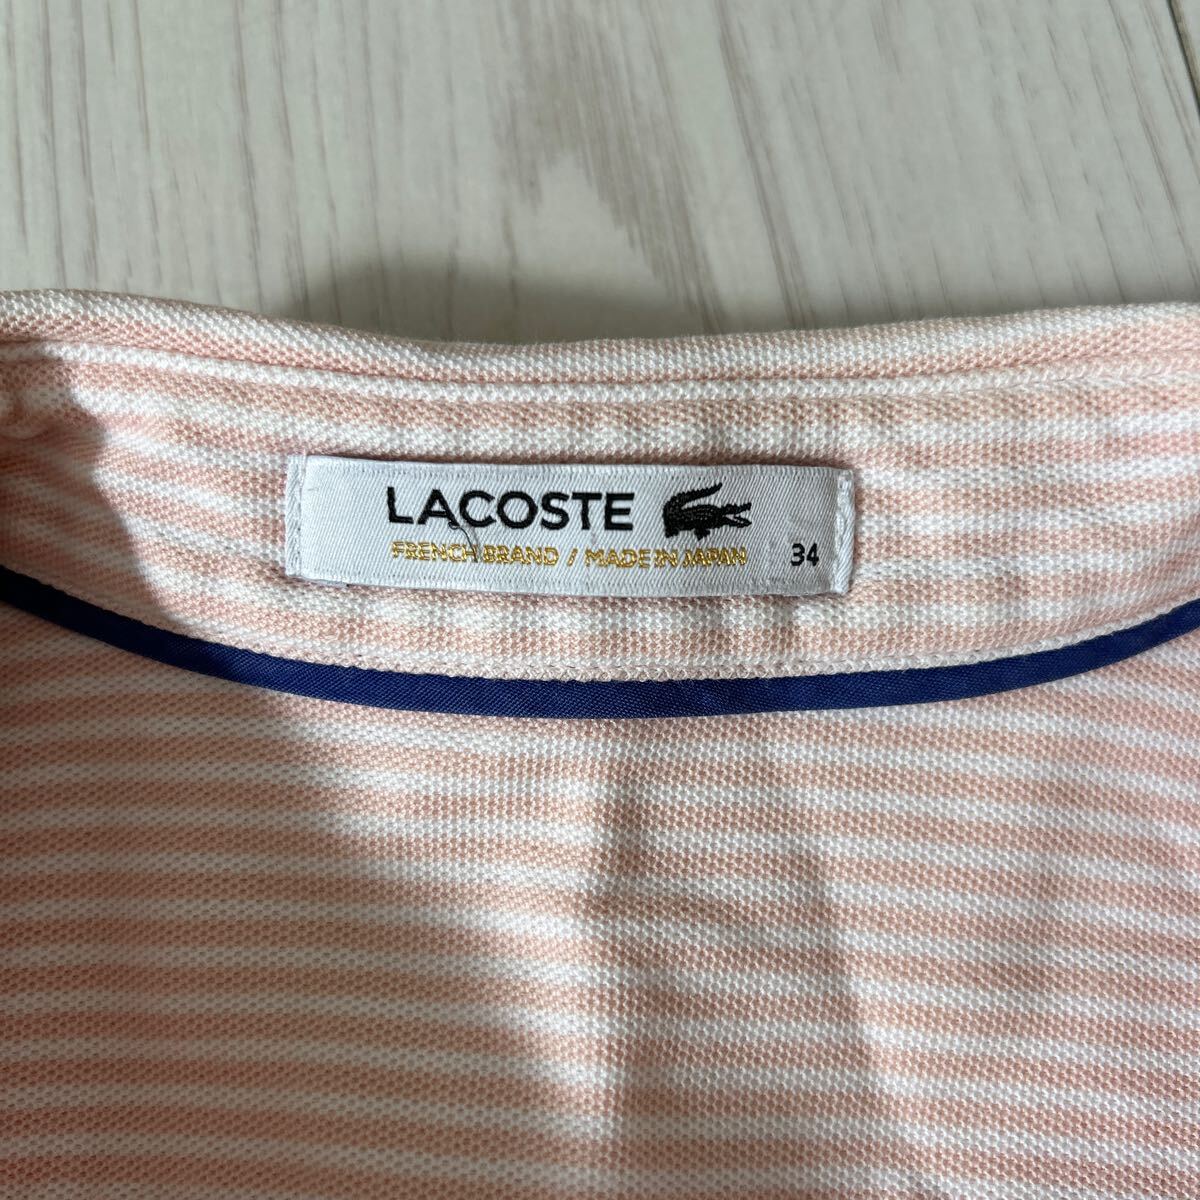 LACOSTE
FRENCH BRAND / MADE IN JAPAN
34